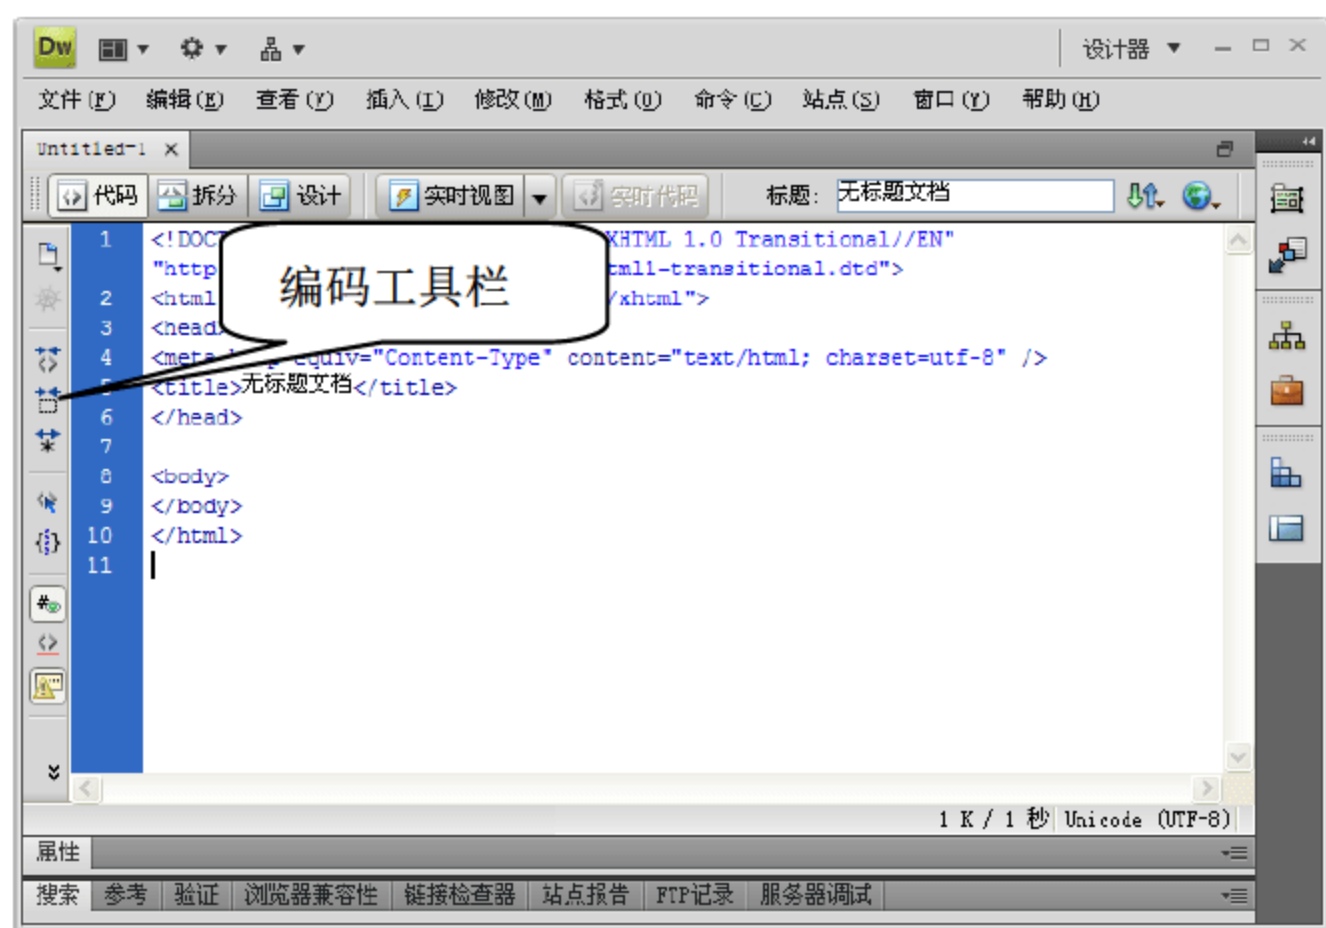 Dw 设计器
文件(F) 编辑(E) 查看(V) 插入(I) 修改(M) 格式(O) 命令(C) 站点(S) 窗口(W) 帮助(H)
Untitled-1
代码 拆分 设计 实时视图 实时代码 标题: 无标题文档
编码工具栏
1 <!DOCT XHTML 1.0 Transitional//EN"
"http tml1-transitional.dtd">
2 <html /xhtml">
3 <head>
4 <meta equiv="Content-Type" content="text/html; charset=utf-8" />
5 <title>无标题文档</title>
6 </head>
7
8 <body>
9 </body>
10 </html>
11
1 K / 1 秒 Unicode (UTF-8)
属性
搜索 参考 验证 浏览器兼容性 链接检查器 站点报告 FTP记录 服务器调试